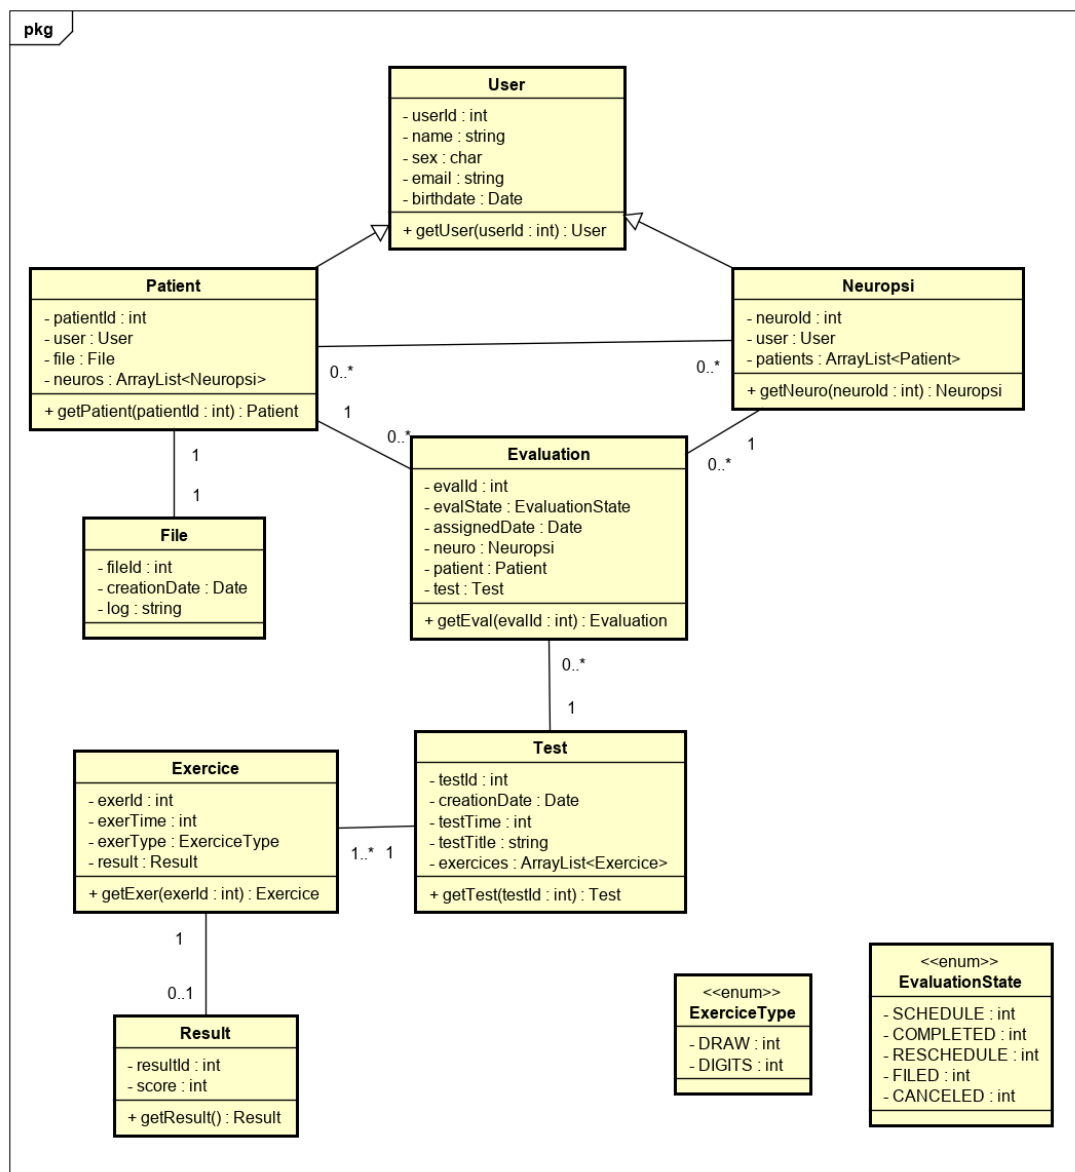 pkg
User
- userId : int
- name : string
- sex : char
- email : string
- birthdate : Date
+ getUser(userId : int) : User
Patient
- patientId : int
- user : User
- file : File
- neuros : ArrayList<Neuropsi>
+ getPatient(patientId : int) : Patient
Neuropsi
- neuroId : int
- user : User
- patients : ArrayList<Patient>
+ getNeuro(neuroId : int) : Neuropsi
0..*
0..*
1
0..*
1
0..*
1
1
Evaluation
- evalId : int
- evalState : EvaluationState
- assignedDate : Date
- neuro : Neuropsi
- patient : Patient
- test : Test
+ getEval(evalId : int) : Evaluation
File
- fileId : int
- creationDate : Date
- log : string
0..*
1
Exercice
- exerId : int
- exerTime : int
- exerType : ExerciceType
- result : Result
+ getExer(exerId : int) : Exercice
1..*
1
Test
- testId : int
- creationDate : Date
- testTime : int
- testTitle : string
- exercices : ArrayList<Exercice>
+ getTest(testId : int) : Test
1
0..1
Result
- resultId : int
- score : int
+ getResult() : Result
<<enum>>
ExerciceType
- DRAW : int
- DIGITS : int
<<enum>>
EvaluationState
- SCHEDULE : int
- COMPLETED : int
- RESCHEDULE : int
- FILED : int
- CANCELED : int